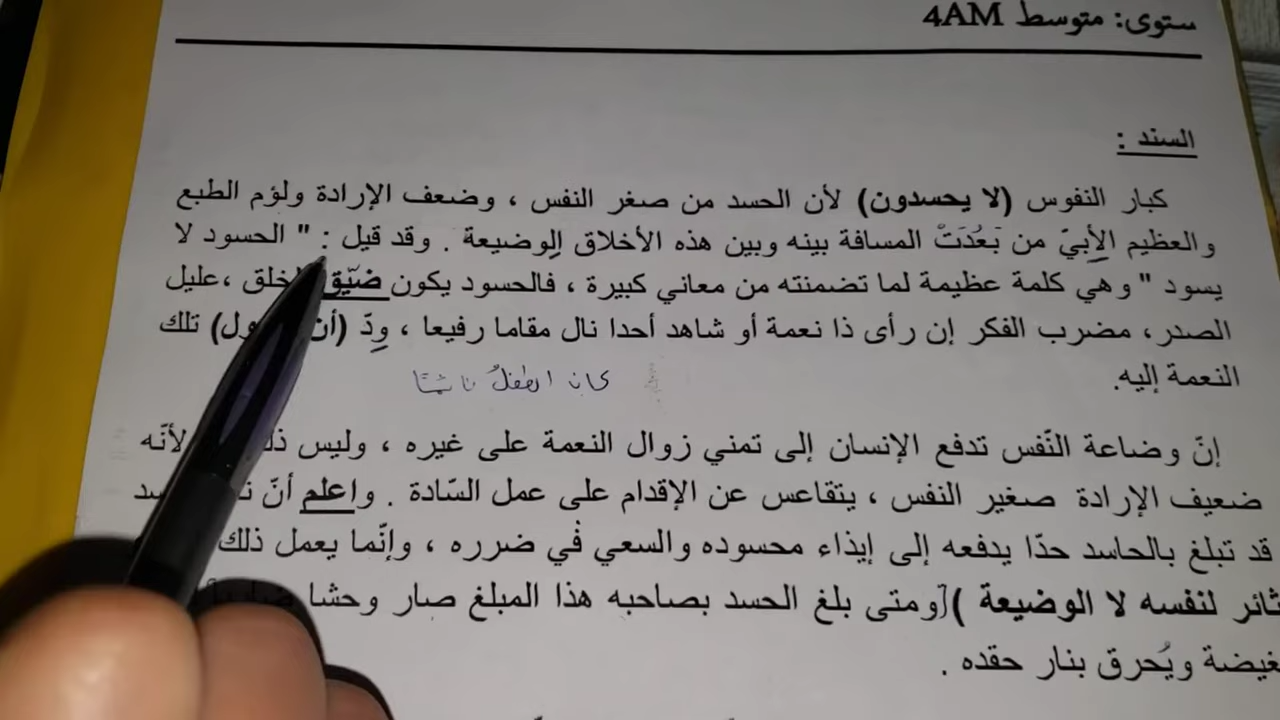 ستوى: متوسط 4AM
السند :
كبار النفوس (لا يحسدون) لأن الحسد من صغر النفس ، وضعف الإرادة ولؤم الطبع
والعظيم الأبيّ من بَعُدَتْ المسافة بينه وبين هذه الأخلاق الوضيعة . وقد قيل : " الحسود لا
يسود " وهي كلمة عظيمة لما تضمنته من معاني كبيرة ، فالحسود يكون ضيّق لخلق ،عليل
الصدر، مضرب الفكر إن رأى ذا نعمة أو شاهد أحدا نال مقاما رفيعا ، وِدّ (أن ول) تلك
النعمة إليه.
كان الطفلُ نائمًا
إنّ وضاعة النّفس تدفع الإنسان إلى تمني زوال النعمة على غيره ، وليس لأنّه
ضعيف الإرادة صغير النفس ، يتقاعس عن الإقدام على عمل السّادة . واعلم أنّ
قد تبلغ بالحاسد حدّا يدفعه إلى إيذاء محسوده والسعي في ضرره ، وإنّما يعمل ذلك
ثائر لنفسه لا الوضيعة )[ومتى بلغ الحسد بصاحبه هذا المبلغ صار وحشا
غيضة ويُحرق بنار حقده .